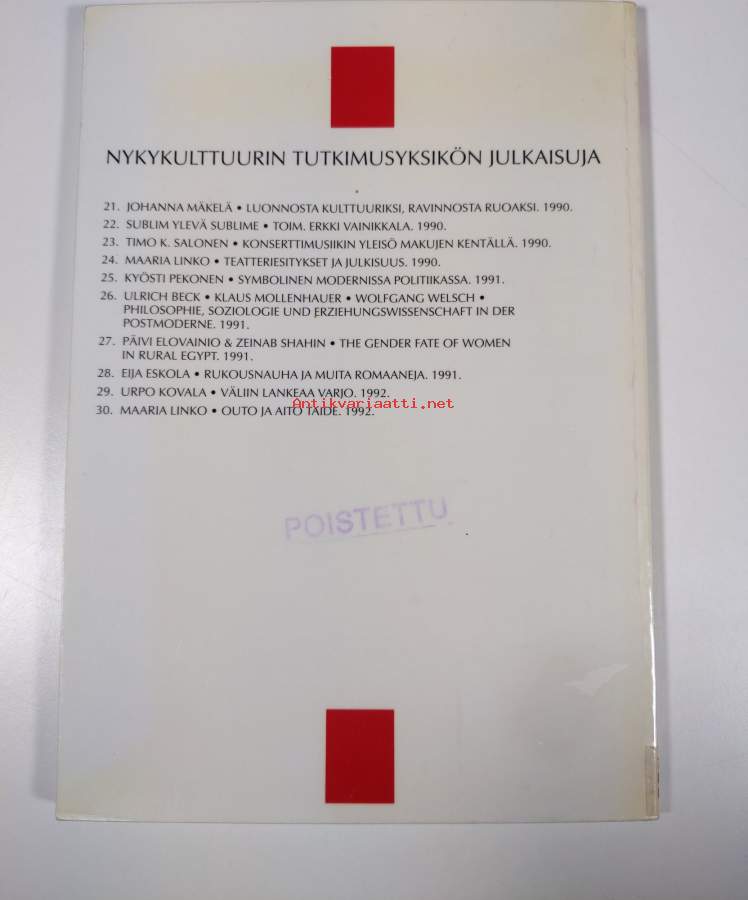 NYKYKULTTUURIN TUTKIMUSYKSIKÖN JULKAISUJA
21. JOHANNA MÄKELÄ • LUONNOSTA KULTTUURIKSI, RAVINNOSTA RUOAKSI. 1990.
22. SUBLIM YLEVÄ SUBLIME • TOIM. ERKKI VAINIKKALA. 1990.
23. TIMO K. SALONEN • KONSERTTIMUSIIKIN YLEISÖ MAKUJEN KENTÄLLÄ. 1990.
24. MAARIA LINKO • TEATTERIESITYKSET JA JULKISUUS. 1990.
25. KYÖSTI PEKONEN • SYMBOLINEN MODERNISSA POLITIIKASSA. 1991.
26. ULRICH BECK • KLAUS MOLLENHAUER • WOLFGANG WELSCH •
PHILOSOPHIE, SOZIOLOGIE UND ERZIEHUNGSWISSENSCHAFT IN DER
POSTMODERNE. 1991.
27. PÄIVI ELOVAINIO & ZEINAB SHAHIN • THE GENDER FATE OF WOMEN
IN RURAL EGYPT. 1991.
28. EIJA ESKOLA • RUKOUSNAUHA JA MUITA ROMAANEJA. 1991.
29. URPO KOVALA • VÄLIIN LANKEAA VARJO. 1992.
Antikvariaatti.net
30. MAARIA LINKO • OUTO JA AITO TAIDE. 1992.
POISTETTU